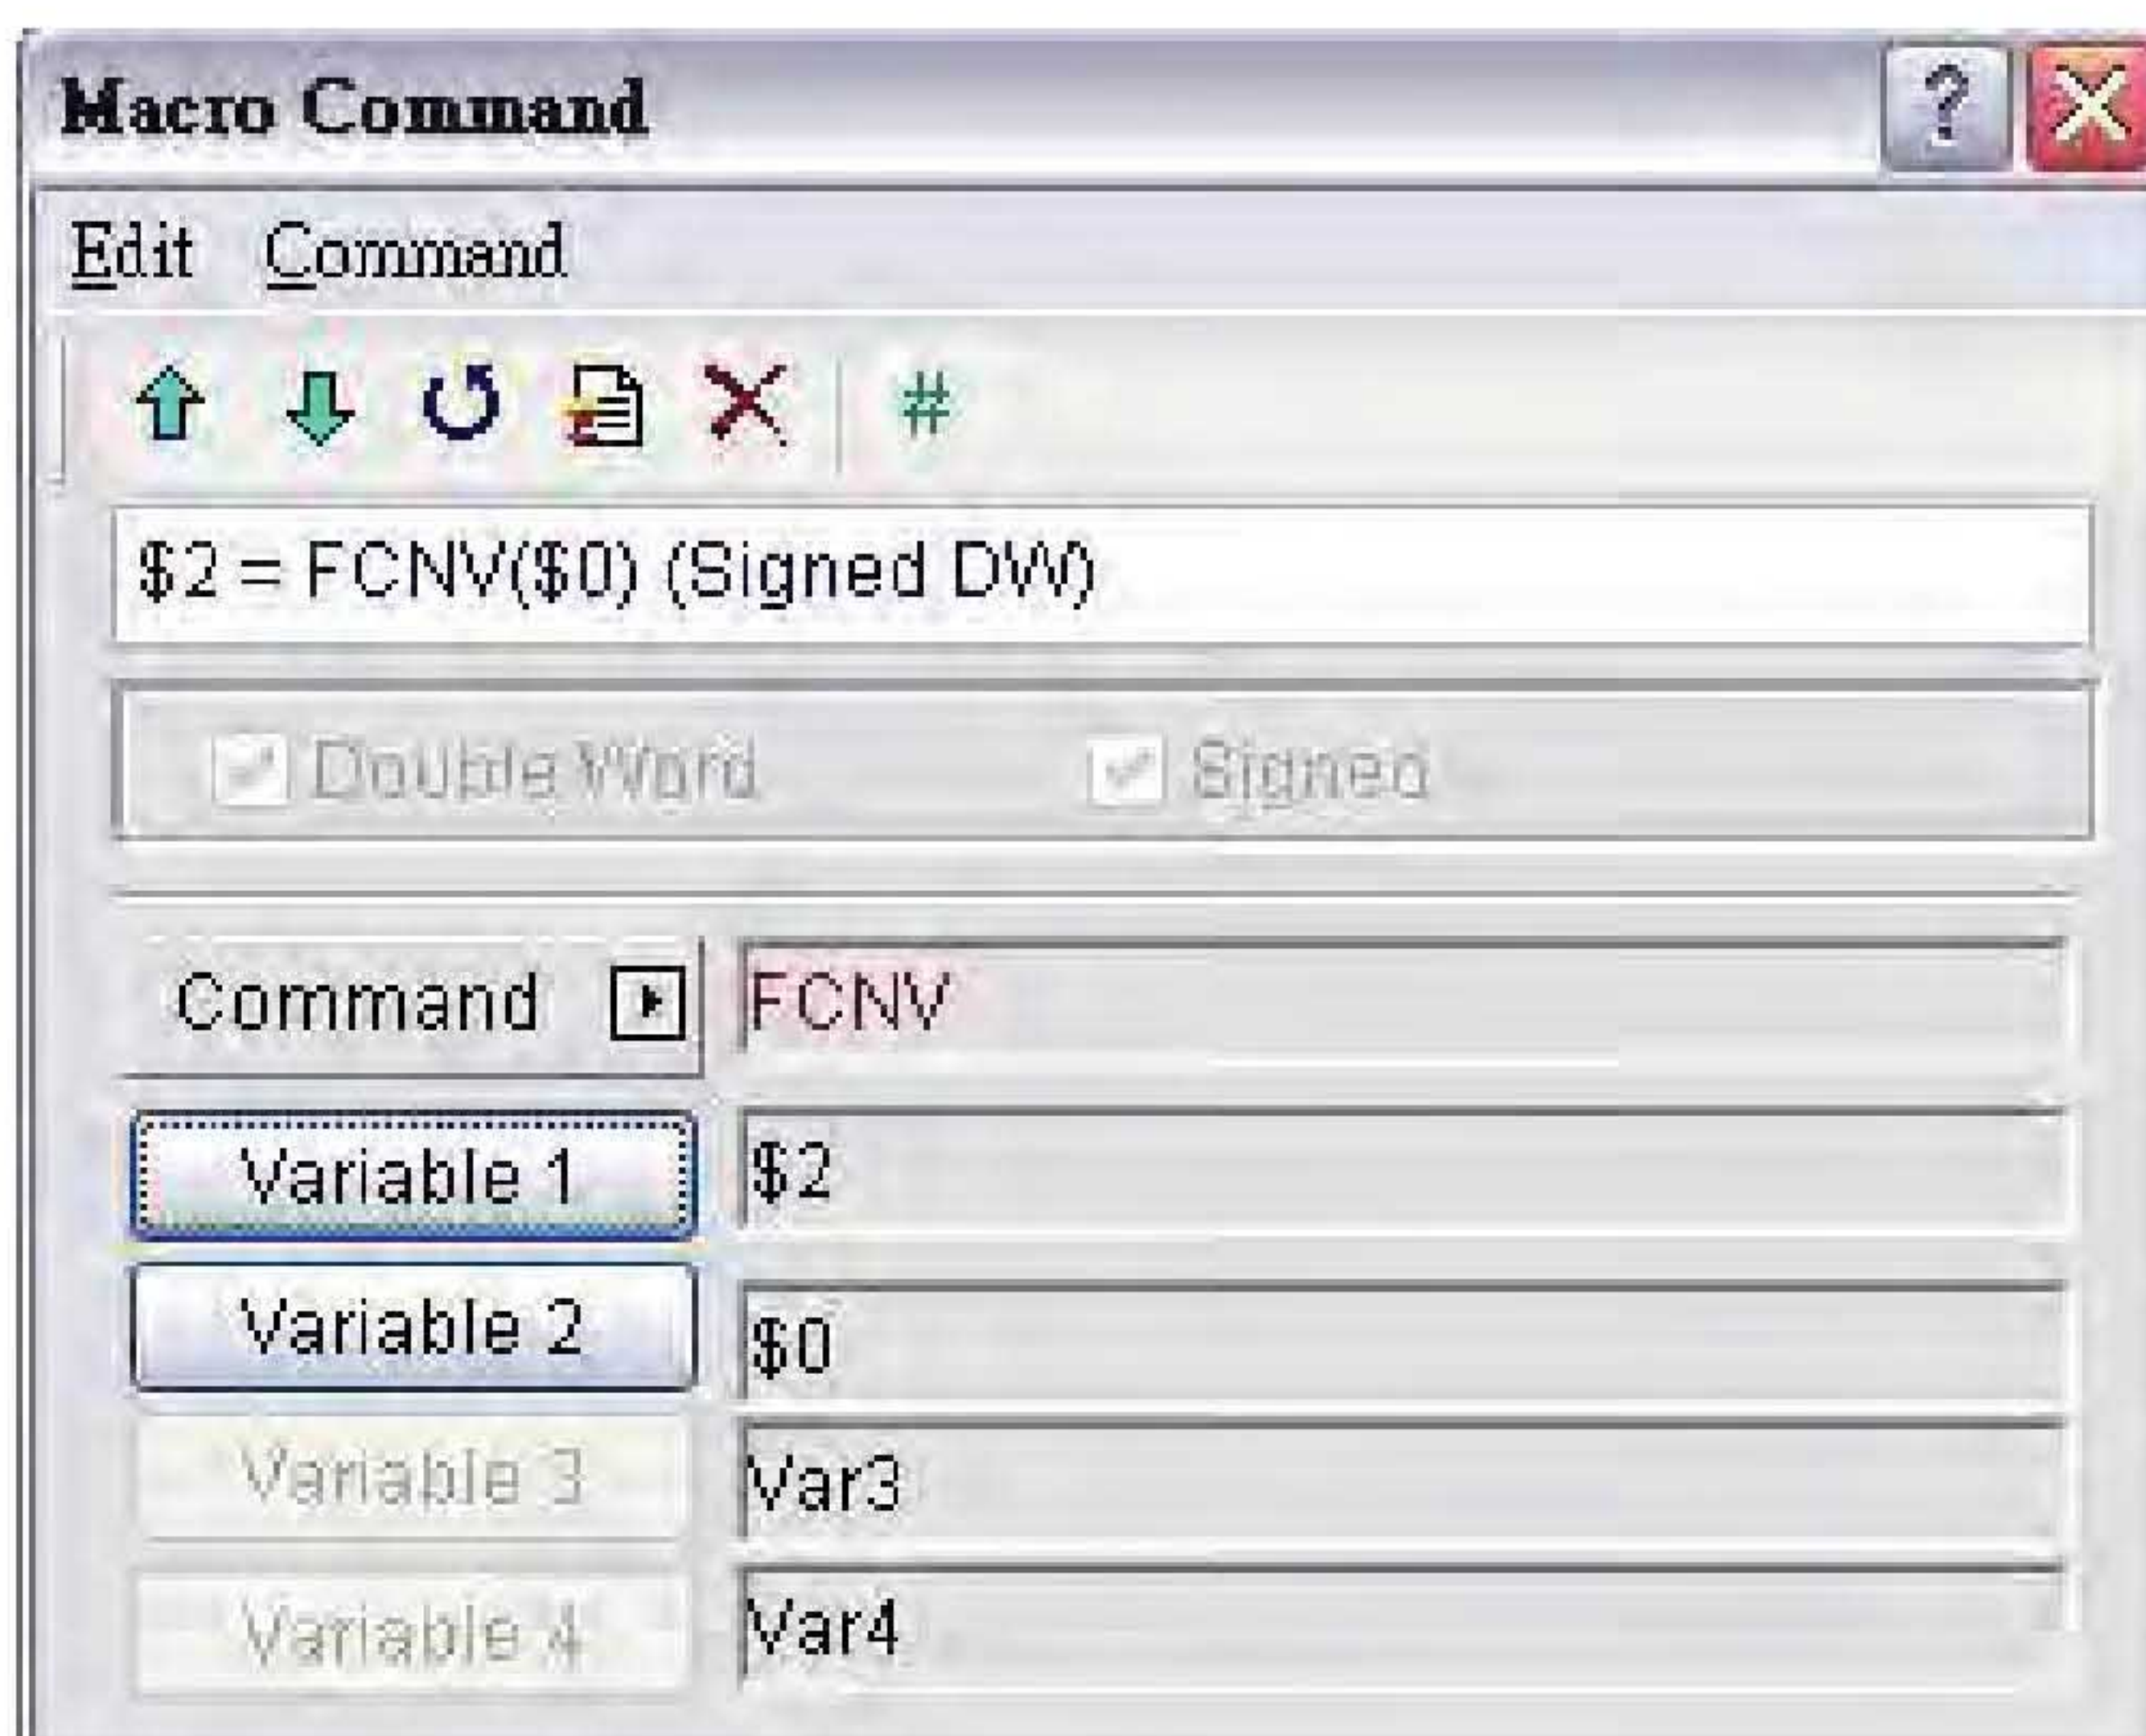 Macro Command ?
Edit Command
#
$2 = FCNV($0) (Signed DW)
Double Word Signed
Command FCNV
Variable 1 $2
Variable 2 $0
Variable 3 Var3
Variable 4 Var4